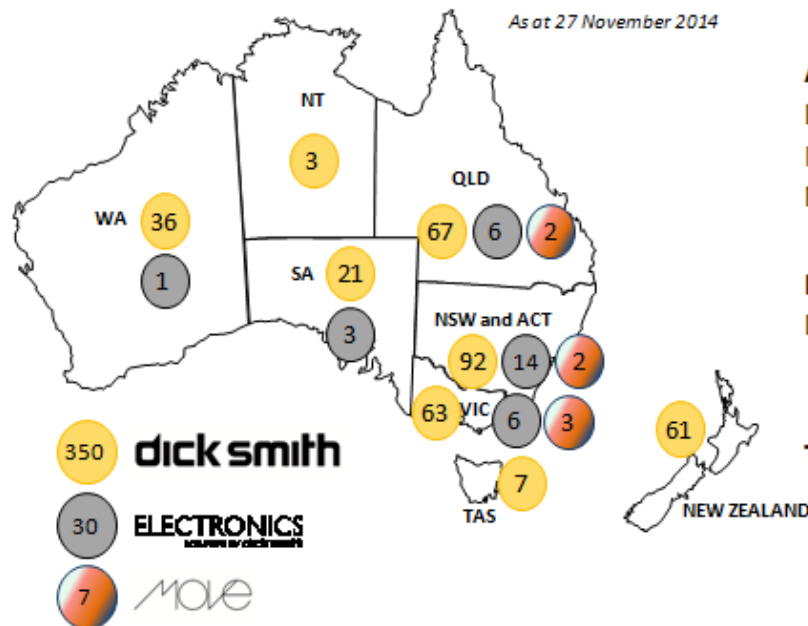 As at 27 November 2014
NT
3
QLD
67 6 2
WA 36
1
SA 21
3
NSW and ACT
92 14 2
63 VIC 6 3
7
TAS
61
NEW ZEALAND
350 dick smith
30 ELECTRONICS
7 move